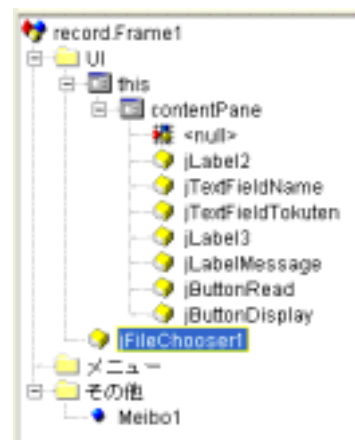 record.Frame1
UI
this
contentPane
<null>
jLabel2
jTextFieldName
jTextFieldTokuten
jLabel3
jLabelMessage
jButtonRead
jButtonDisplay
jFileChooser1
メニュー
その他
Meibo1